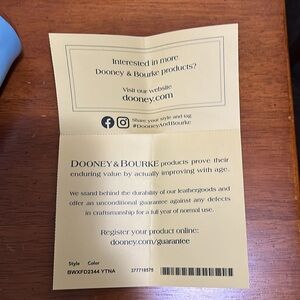 Interested in more
Dooney & Bourke products?
Visit our website
dooney.com
Share your style and tag
#DooneyAndBourke
DOONEY & BOURKE products prove their
enduring value by actually improving with age.
We stand behind the durability of our leathergoods and
offer an unconditional guarantee against any defects
in craftsmanship for a full year of normal use.
Register your product online:
dooney.com/guarantee
Style Color
BWXFD2344 YTNA 377718578